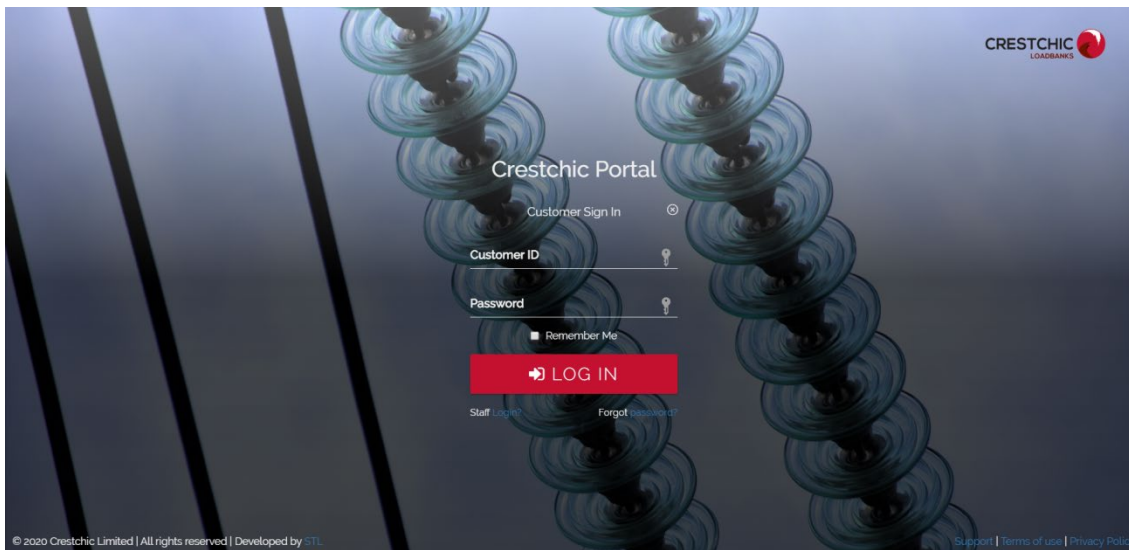 CRESTCHIC
LOADBANKS
Crestchic Portal
Customer Sign In
Customer ID
Password
Remember Me
LOG IN
Staff Login? Forgot password?
© 2020 Crestchic Limited | All rights reserved | Developed by STL Support | Terms of use | Privacy Polic